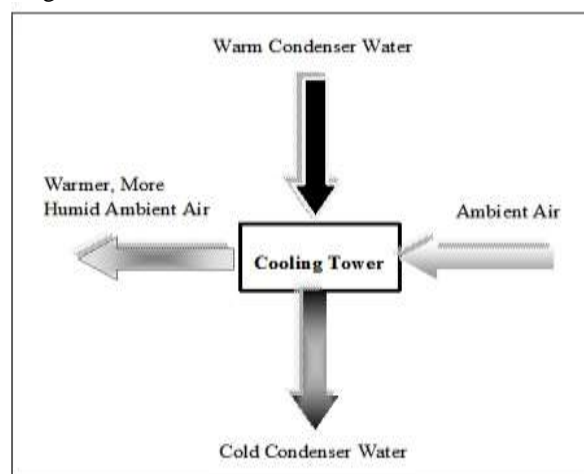 Warm Condenser Water
Warmer, More
Humid Ambient Air
Ambient Air
Cooling Tower
Cold Condenser Water